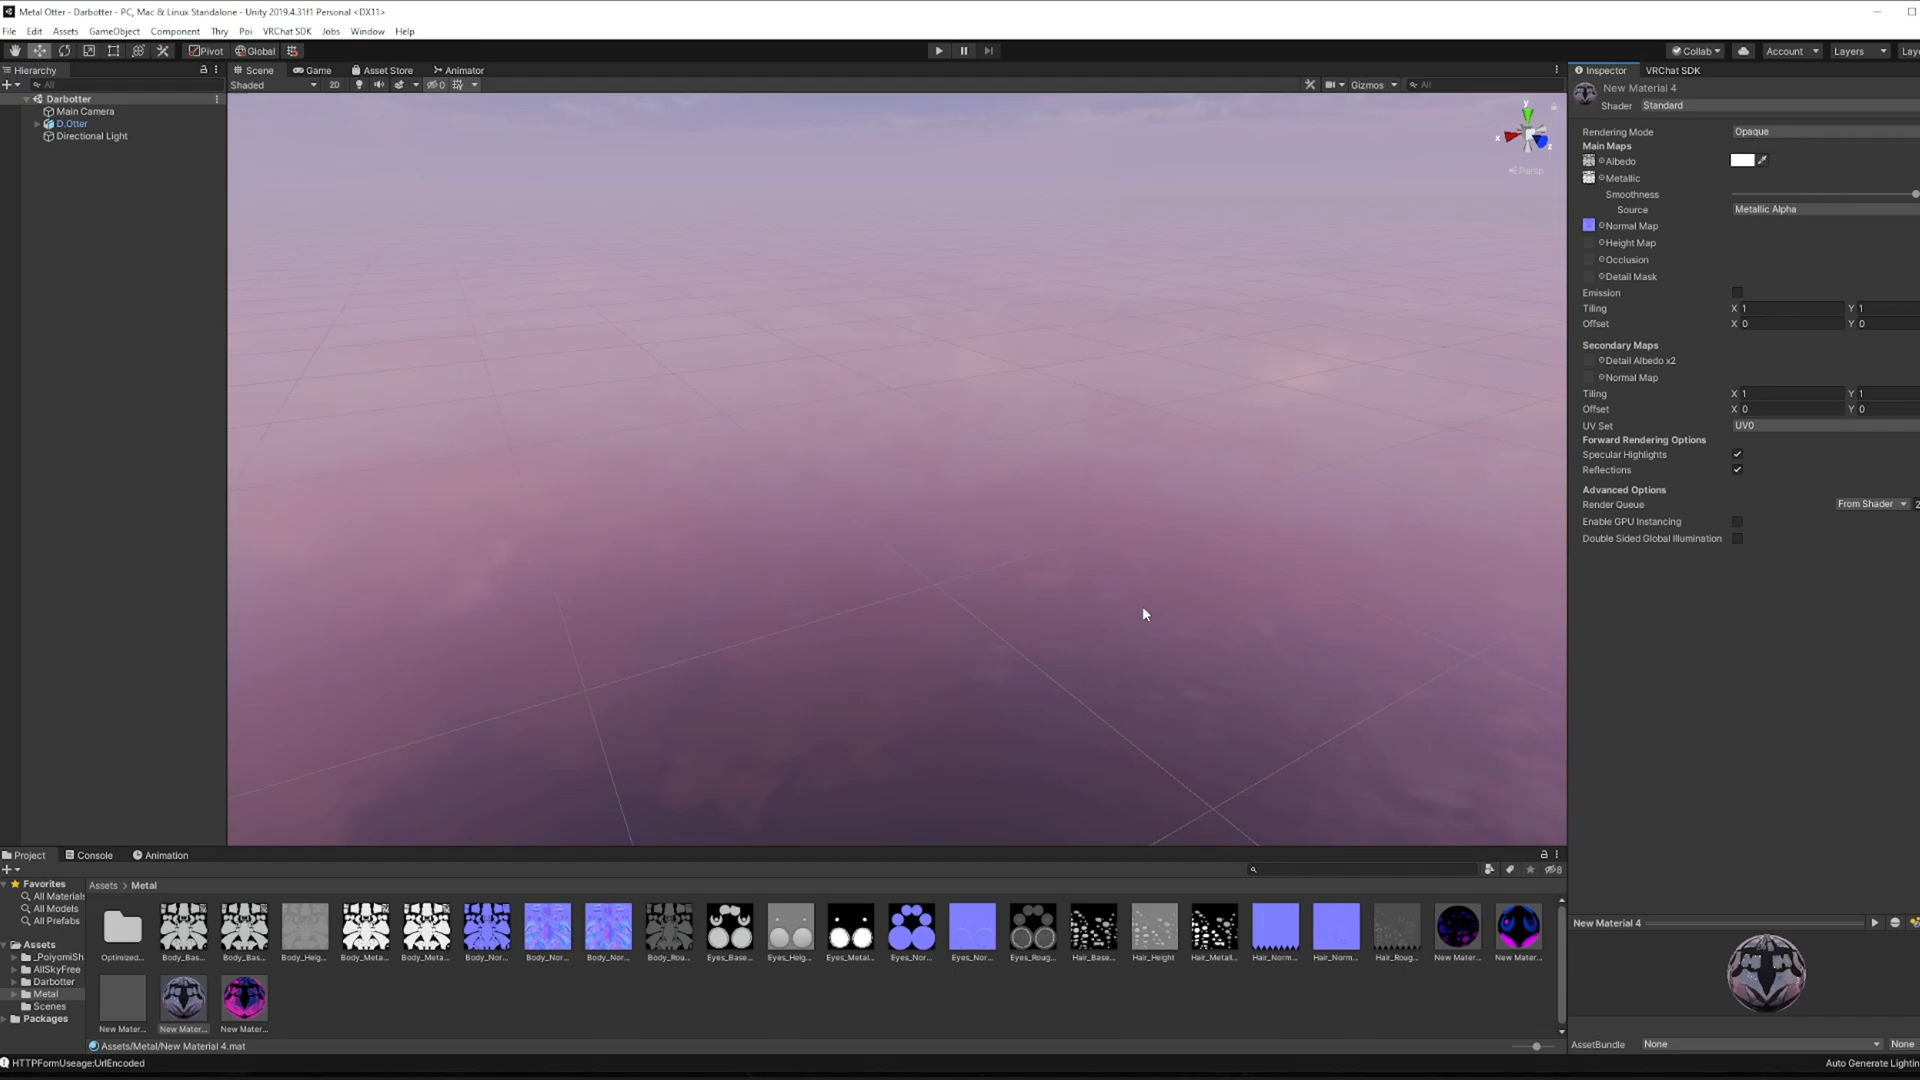 Metal Otter - Darbotter - PC, Mac & Linux Standalone - Unity 2019.4.31f1 Personal <DX11>
File Edit Assets GameObject Component Thry Poi VRChat SDK Jobs Window Help
Pivot Global Collab Account Layers Lay
Hierarchy Scene Game Asset Store Animator Inspector VRChat SDK
All Shaded 2D 0 Gizmos All
New Material 4
Shader Standard
Darbotter
Main Camera
D.Otter
Directional Light
y
x
z
Persp
Rendering Mode Opaque
Main Maps
Albedo
Metallic
Smoothness
Source Metallic Alpha
Normal Map
Height Map
Occlusion
Detail Mask
Emission
Tiling X 1 Y 1
Offset X 0 Y 0
Secondary Maps
Detail Albedo x2
Normal Map
Tiling X 1 Y 1
Offset X 0 Y 0
UV Set UV0
Forward Rendering Options
Specular Highlights
Reflections
Advanced Options
Render Queue From Shader 2
Enable GPU Instancing
Double Sided Global Illumination
Project Console Animation
8
Favorites
All Materials
All Models
All Prefabs
Assets
_PoiyomiSh
AllSkyFree
Darbotter
Metal
Scenes
Packages
Assets > Metal
Optimized... Body_Bas... Body_Bas... Body_Heig... Body_Meta... Body_Meta... Body_Nor... Body_Nor... Body_Nor... Body_Rou... Eyes_Base... Eyes_Heig... Eyes_Metal... Eyes_Nor... Eyes_Nor... Eyes_Roug... Hair_Base... Hair_Height Hair_Metall... Hair_Norm... Hair_Norm... Hair_Roug... New Mater... New Mater...
New Mater... New Mater... New Mater...
Assets/Metal/New Material 4.mat
New Material 4
AssetBundle None None
HTTPFormUseage:UrlEncoded
Auto Generate Lightin